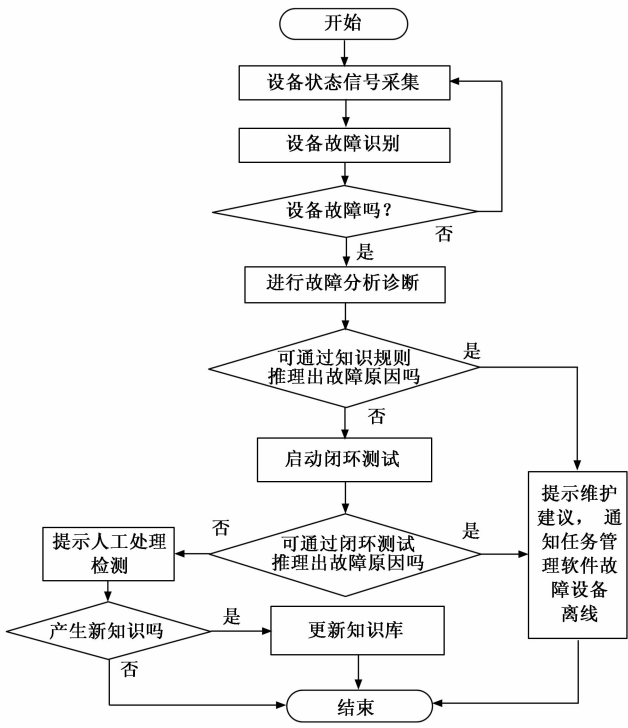 开始
设备状态信号采集
设备故障识别
设备故障吗？
否
是
进行故障分析诊断
可通过知识规则
推理出故障原因吗
是
否
启动闭环测试
提示维护
建议，通
知任务管
理软件故
障设备
离线
可通过闭环测试
推理出故障原因吗
否
是
提示人工处理
检测
产生新知识吗
是
更新知识库
否
结束